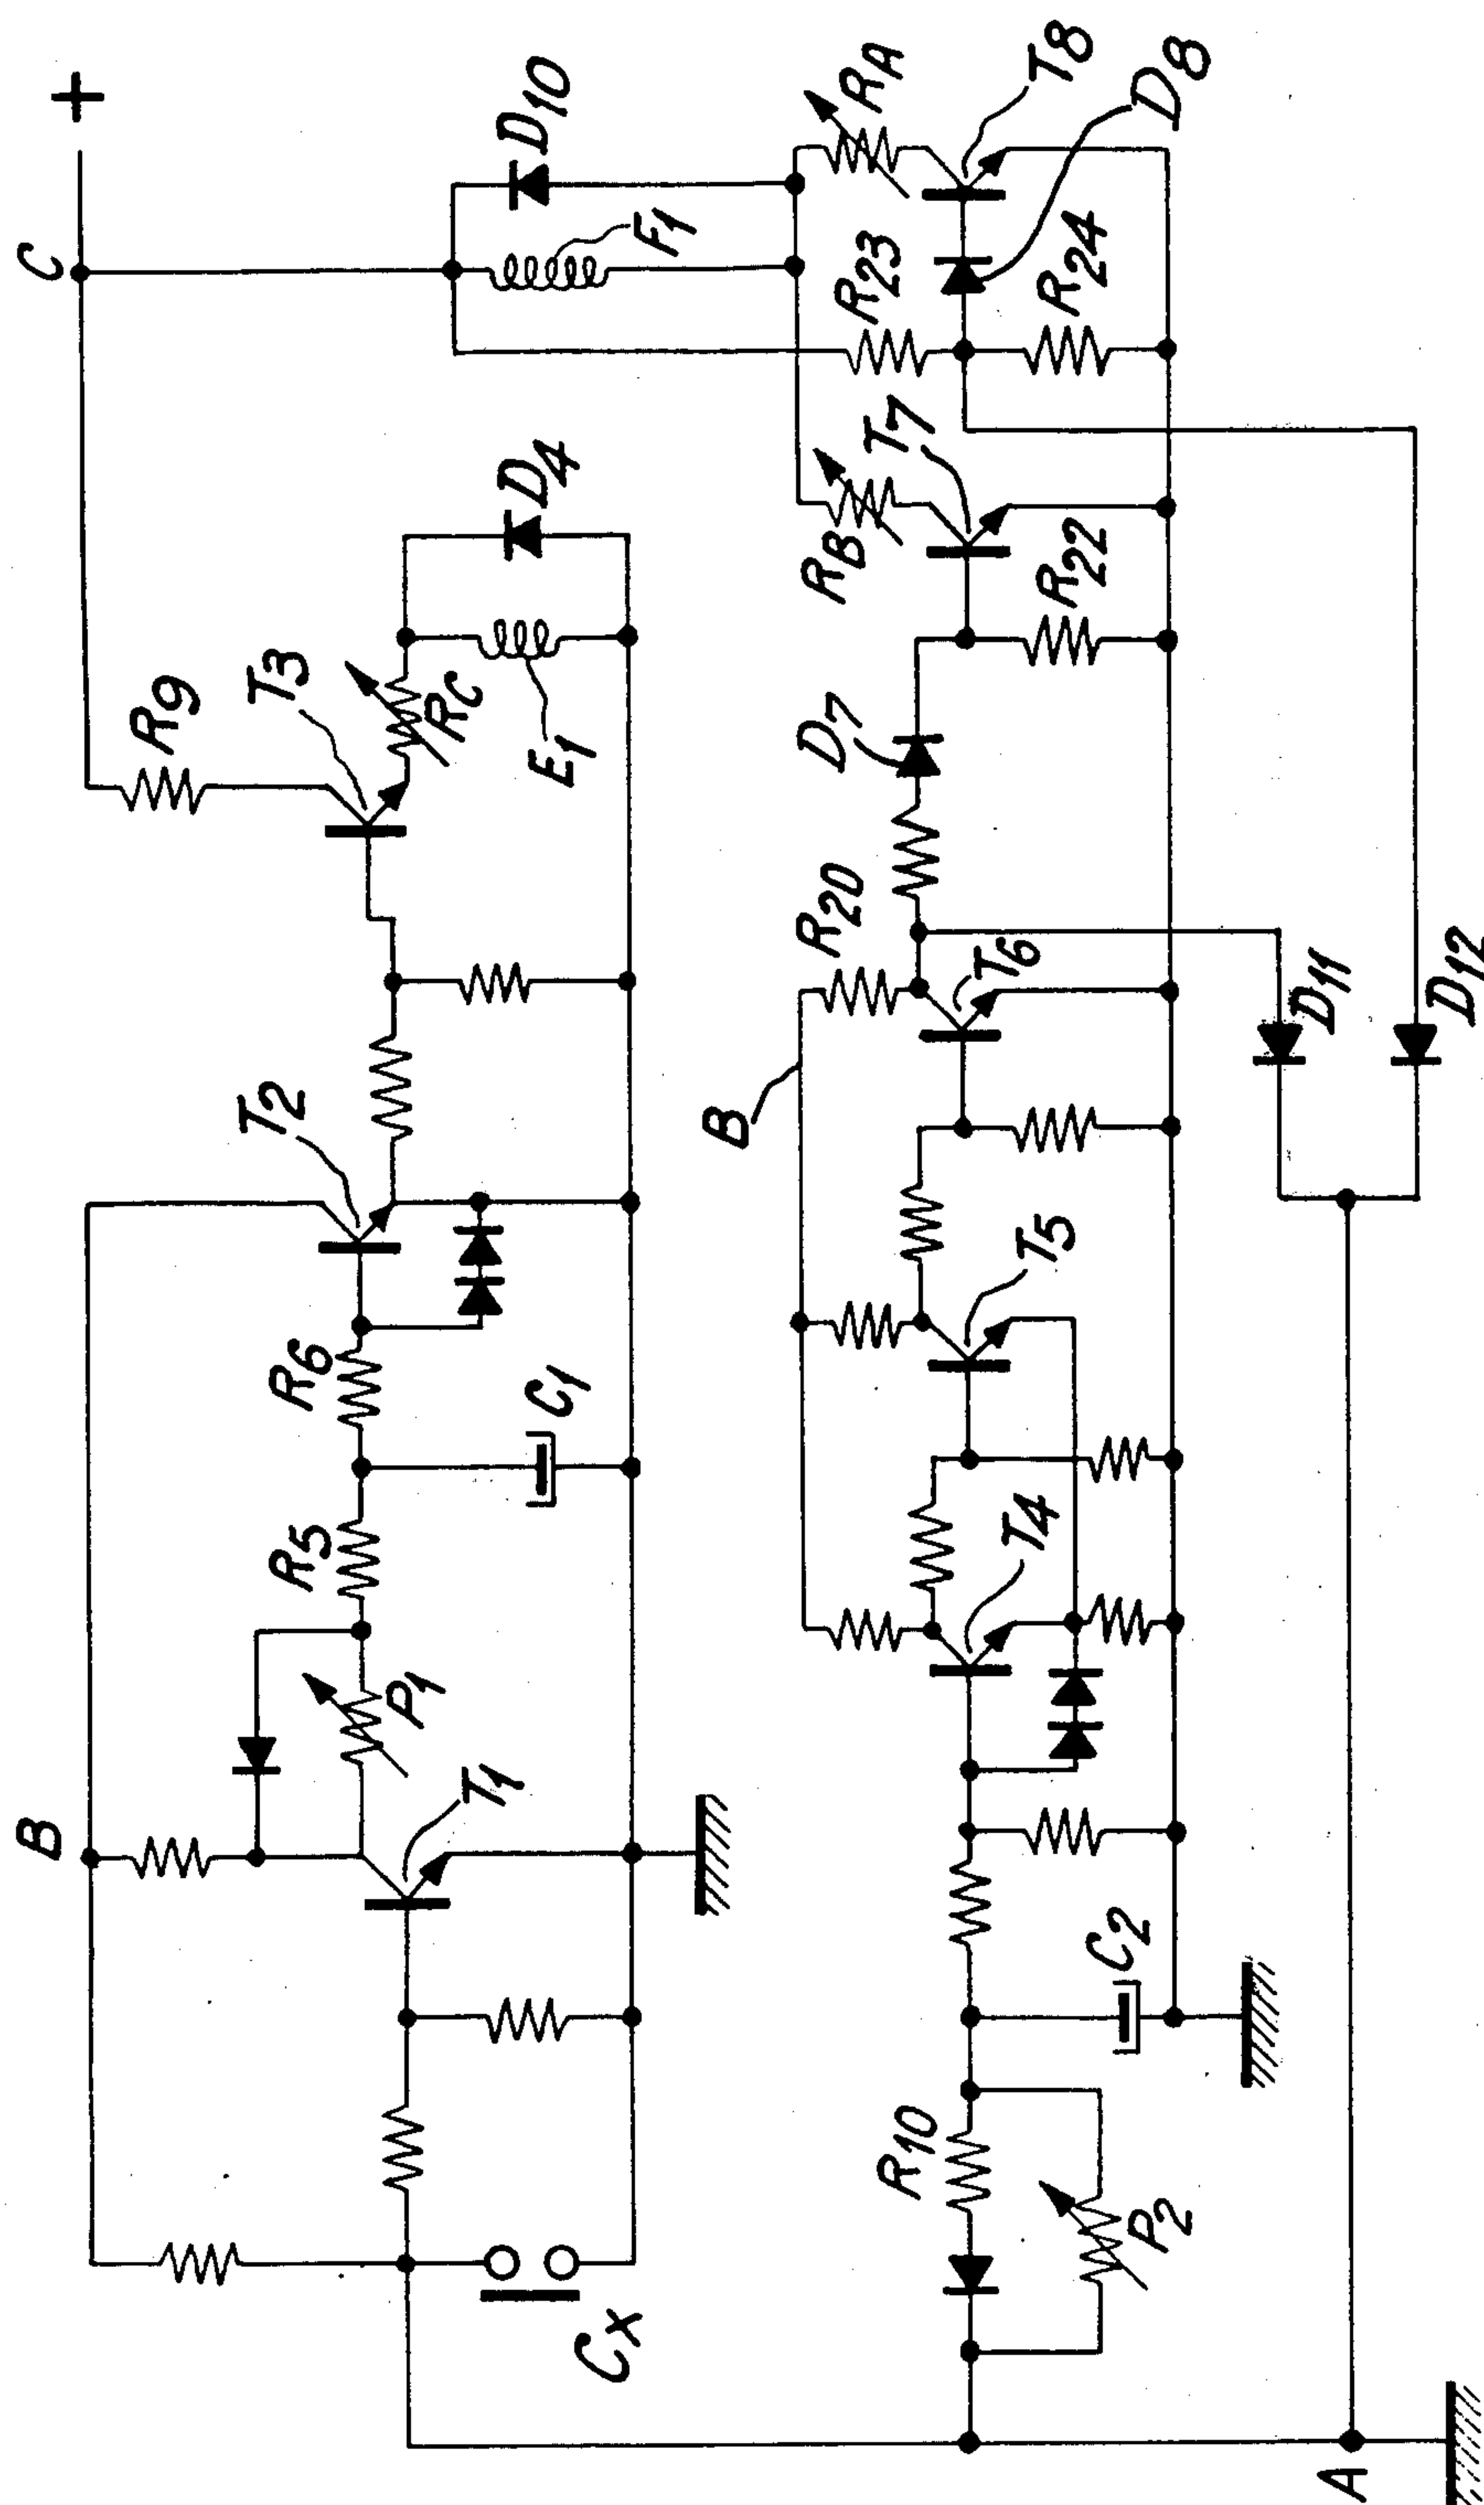 B
C
+
R9
T2
T3
R5
R6
P1
RC
T1
D4
D10
C1
E1
CX
F1
B
R20
D7
RB
T7
R23
RA
R10
T6
T4
T5
R22
R24
T8
C2
P2
D8
D11
A
D12